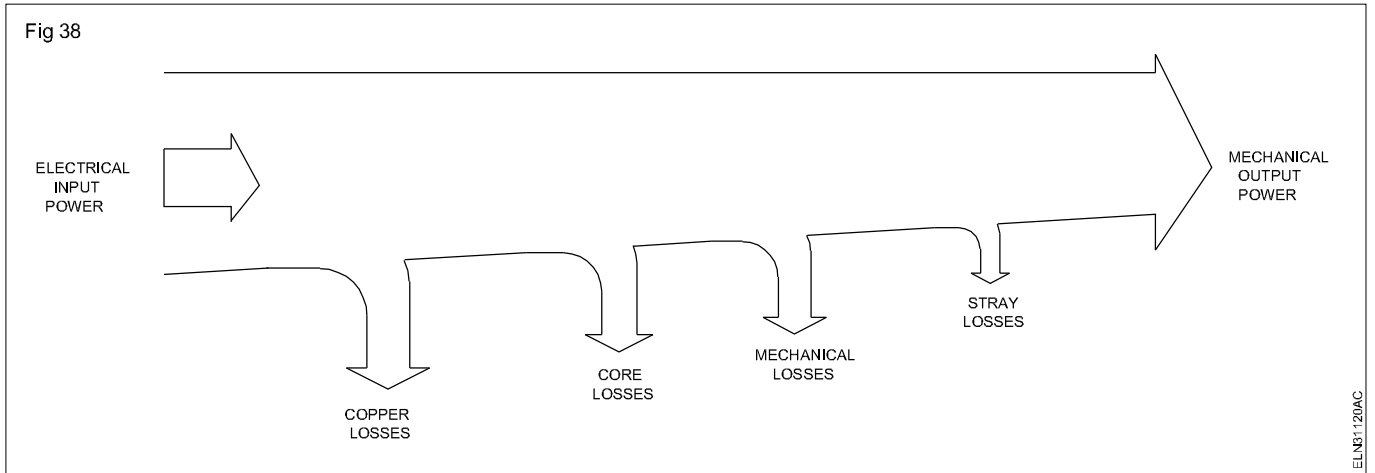 Fig 38
ELECTRICAL
INPUT
POWER
MECHANICAL
OUTPUT
POWER
STRAY
LOSSES
MECHANICAL
LOSSES
CORE
LOSSES
COPPER
LOSSES
ELN31120AC